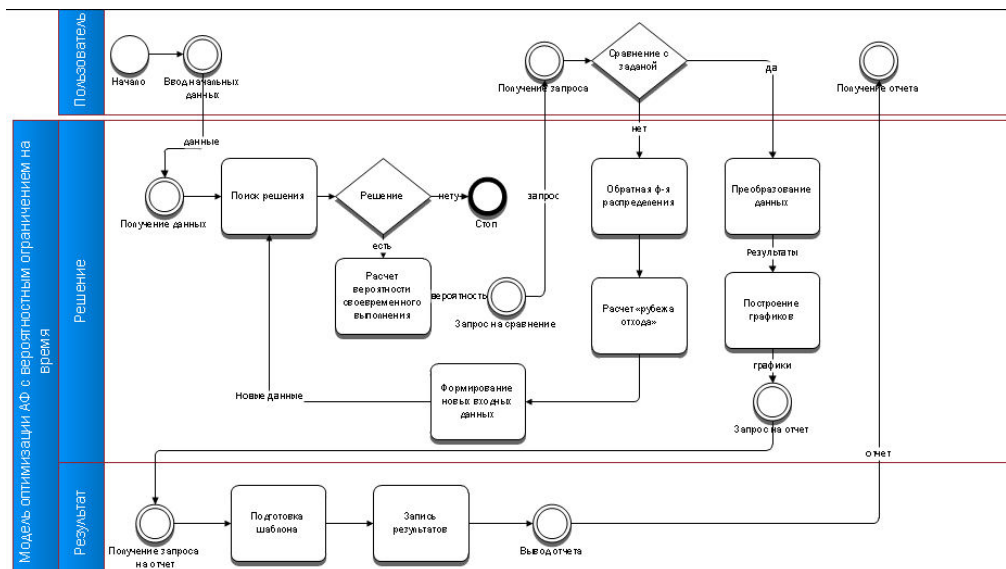 Пользователь
Начало
Ввод начальных
данных
Получение запроса
Сравнение с
заданой
да
Получение отчета
нет
данные
Модель оптимизации АФ с вероятностным ограничением на
время
Решение
Получение данных
Поиск решения
Решение
нету
Стоп
запрос
Обратная ф-я
распределения
Преобразование
данных
есть
Результаты
Расчет
вероятности
своевременного
выполнения
вероятность
Запрос на сравнение
Расчет «рубежа
отхода»
Построение
графиков
графики
Новые данные
Формирование
новых входных
данных
Запрос на отчет
отчет
Результат
Получение запроса
на отчет
Подготовка
шаблона
Запись
результатов
Вывод отчета